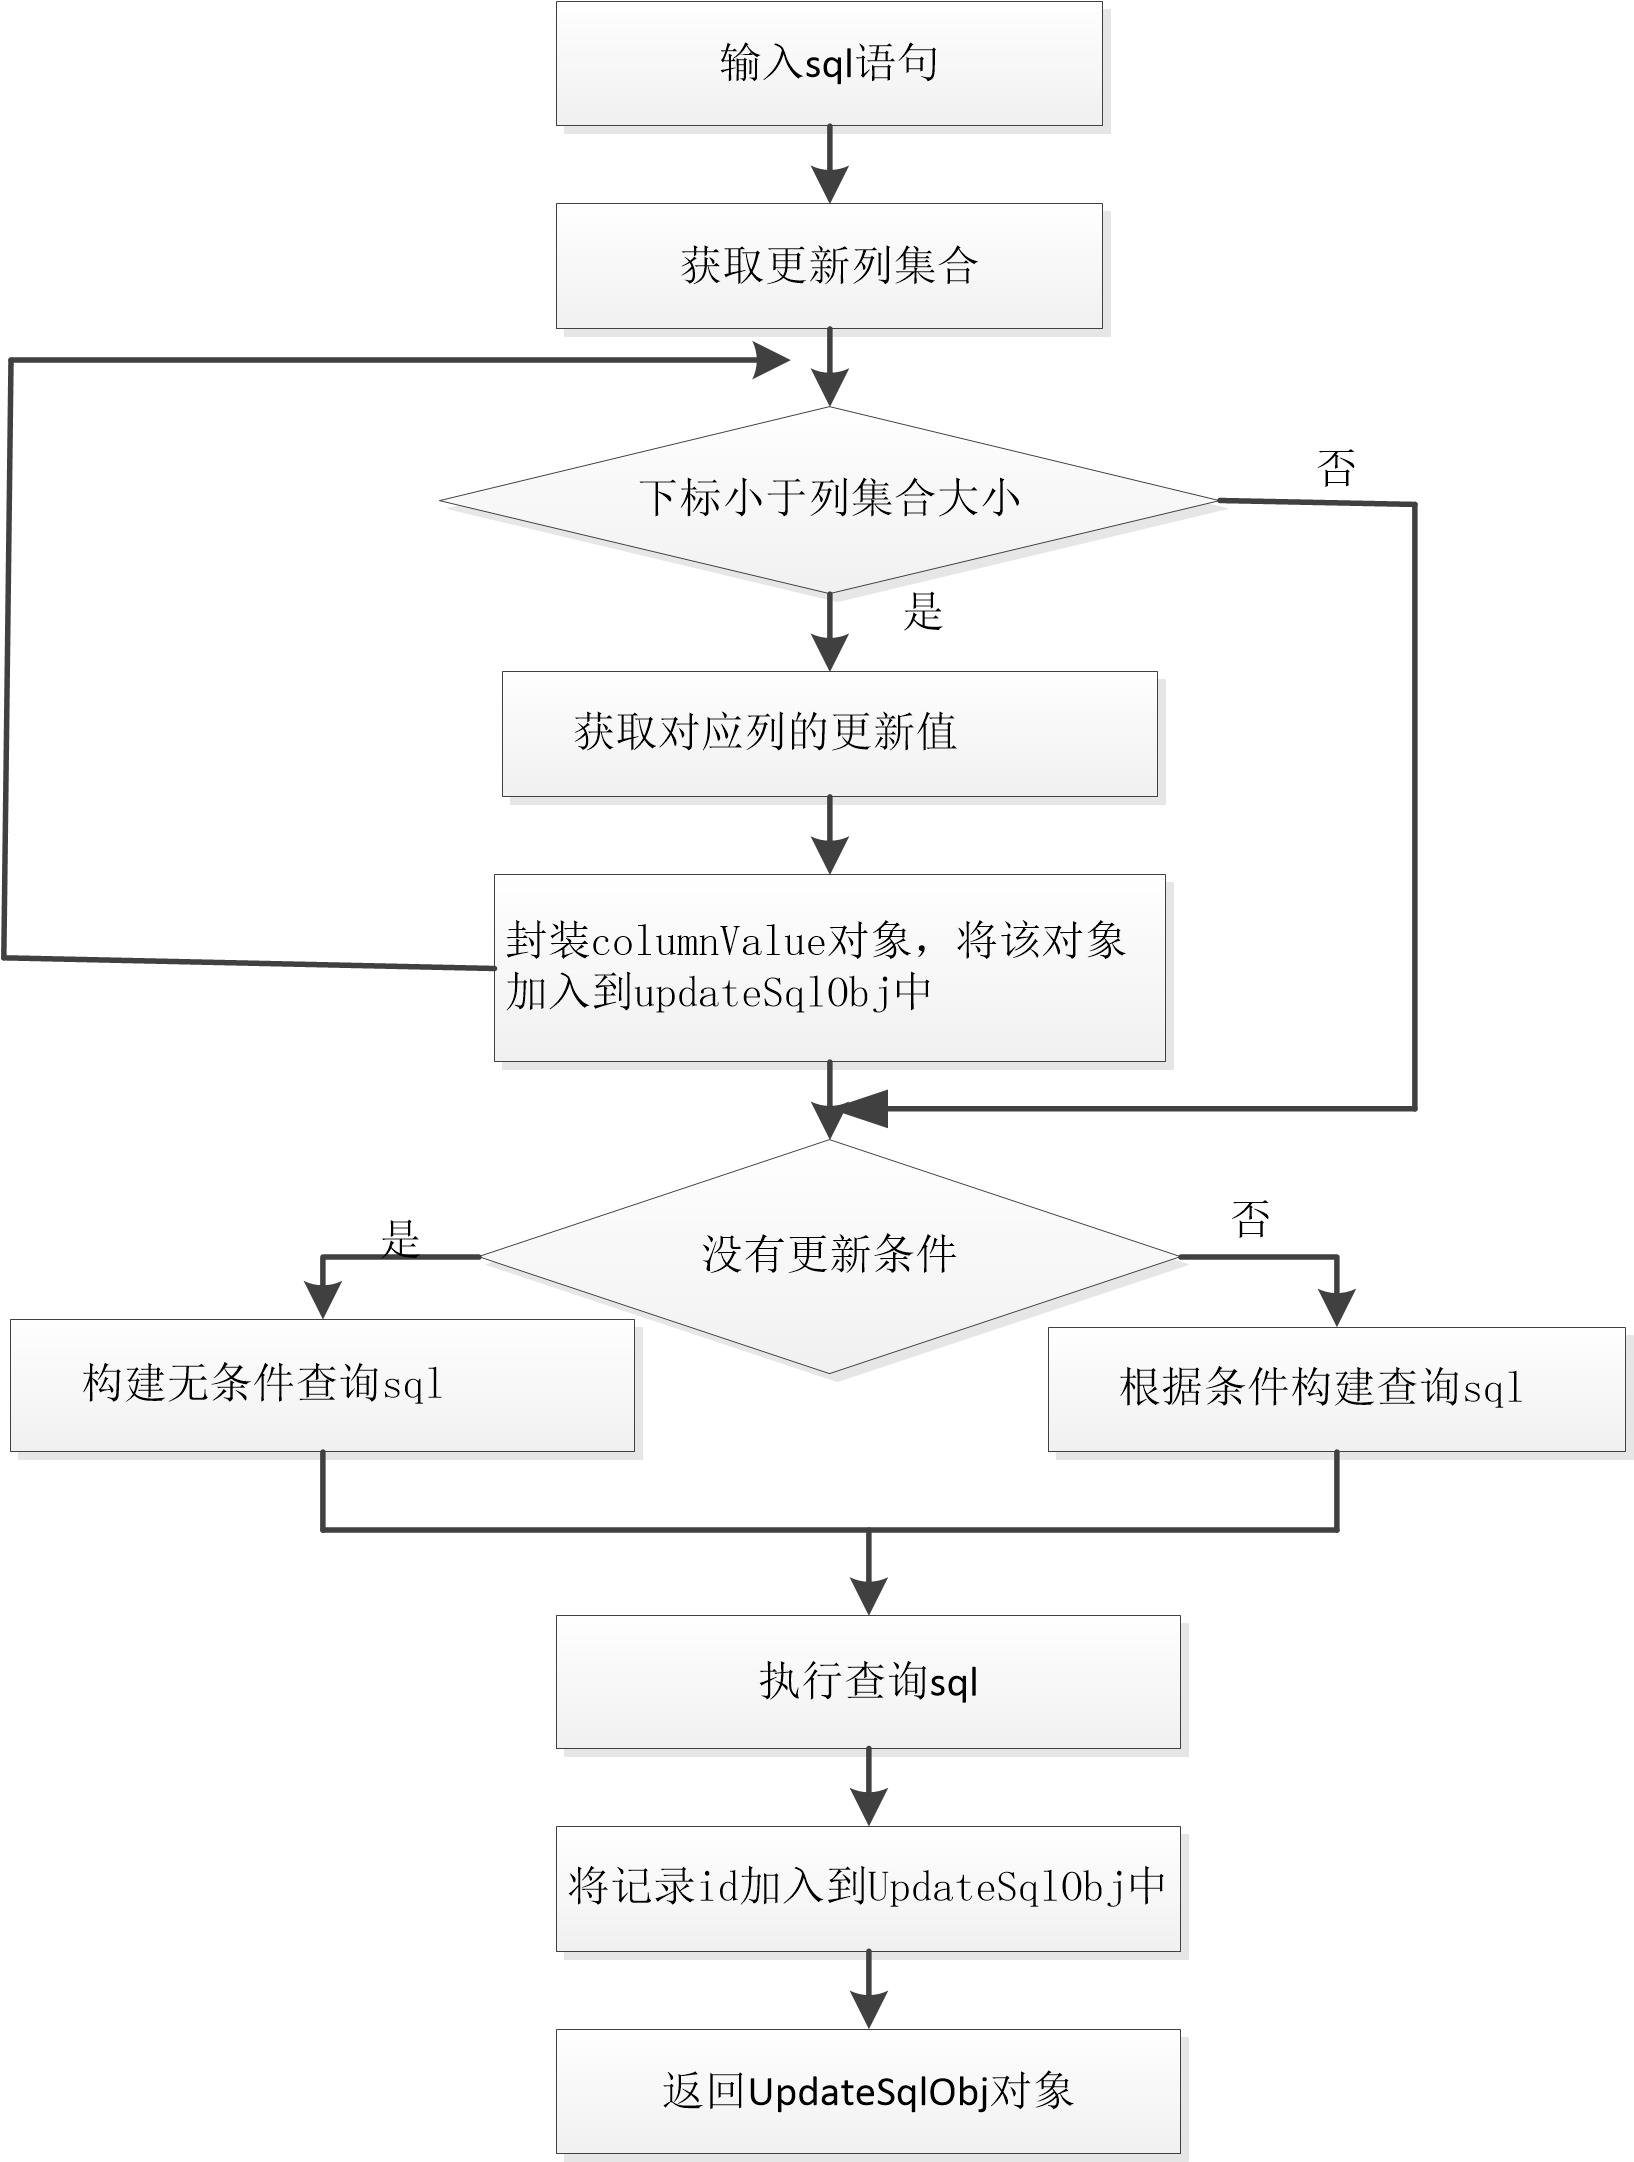 输入sql语句
获取更新列集合
下标小于列集合大小
否
是
获取对应列的更新值
封装columnValue对象，将该对象
加入到updateSqlObj中
没有更新条件
是
否
构建无条件查询sql
根据条件构建查询sql
执行查询sql
将记录id加入到UpdateSqlObj中
返回UpdateSqlObj对象